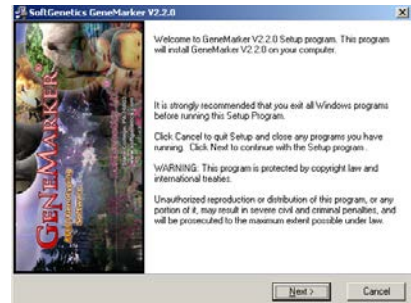 SoftGenetics GeneMarker V2.2.0
Welcome to GeneMarker V2.2.0 Setup program. This program
will install GeneMarker V2.2.0 on your computer.
It is strongly recommended that you exit all Windows programs
before running this Setup Program.
Click Cancel to quit Setup and close any programs you have
running. Click Next to continue with the Setup program.
WARNING: This program is protected by copyright law and
international treaties.
Unauthorized reproduction or distribution of this program, or any
portion of it, may result in severe civil and criminal penalties, and
will be prosecuted to the maximum extent possible under law.
GENEMARKER
Next >
Cancel